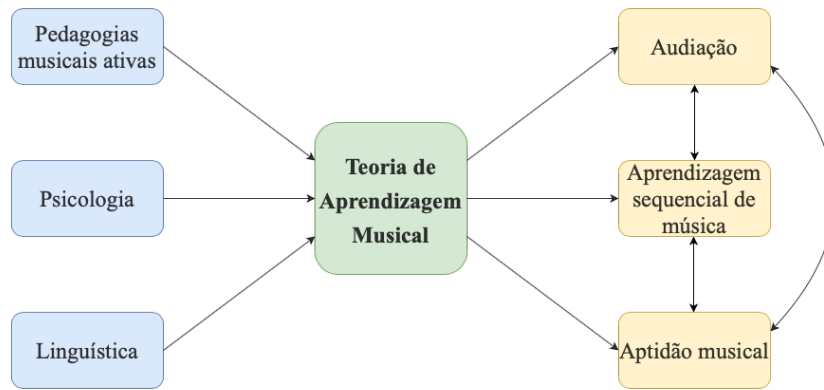 Pedagogias
musicais ativas
Psicologia
Linguística
Teoria de
Aprendizagem
Musical
Audiação
Aprendizagem
sequencial de
música
Aptidão musical